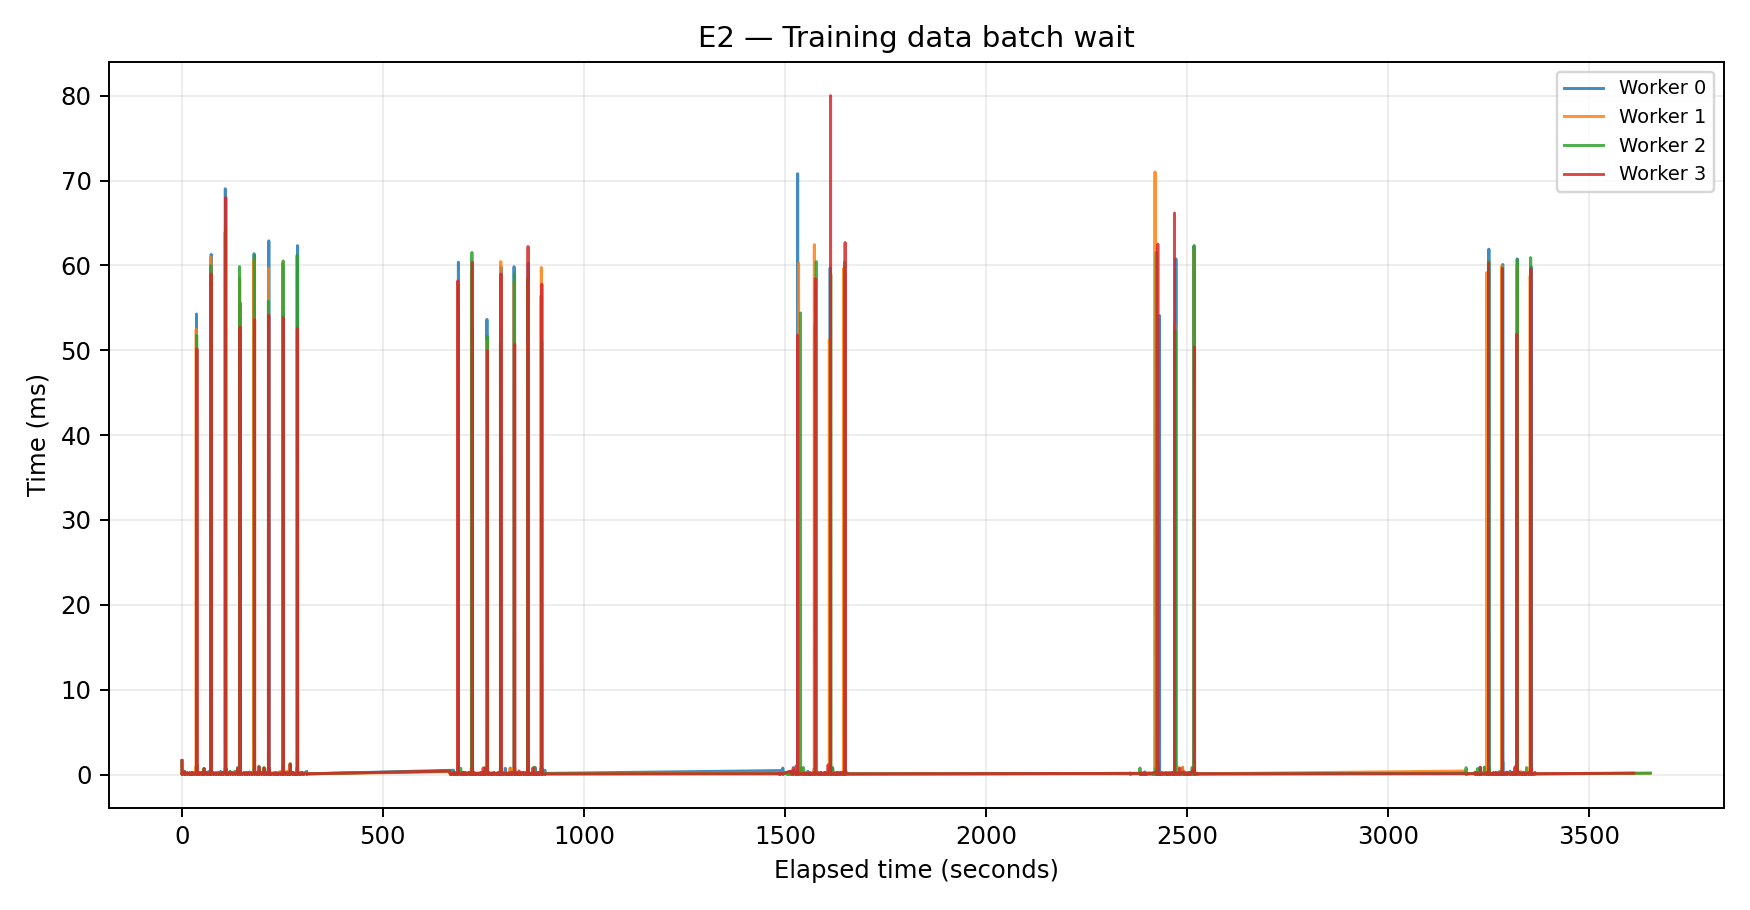 E2 — Training data batch wait
Worker 0
Worker 1
Worker 2
Worker 3
80
70
60
50
40
30
20
10
0
Time (ms)
0 500 1000 1500 2000 2500 3000 3500
Elapsed time (seconds)